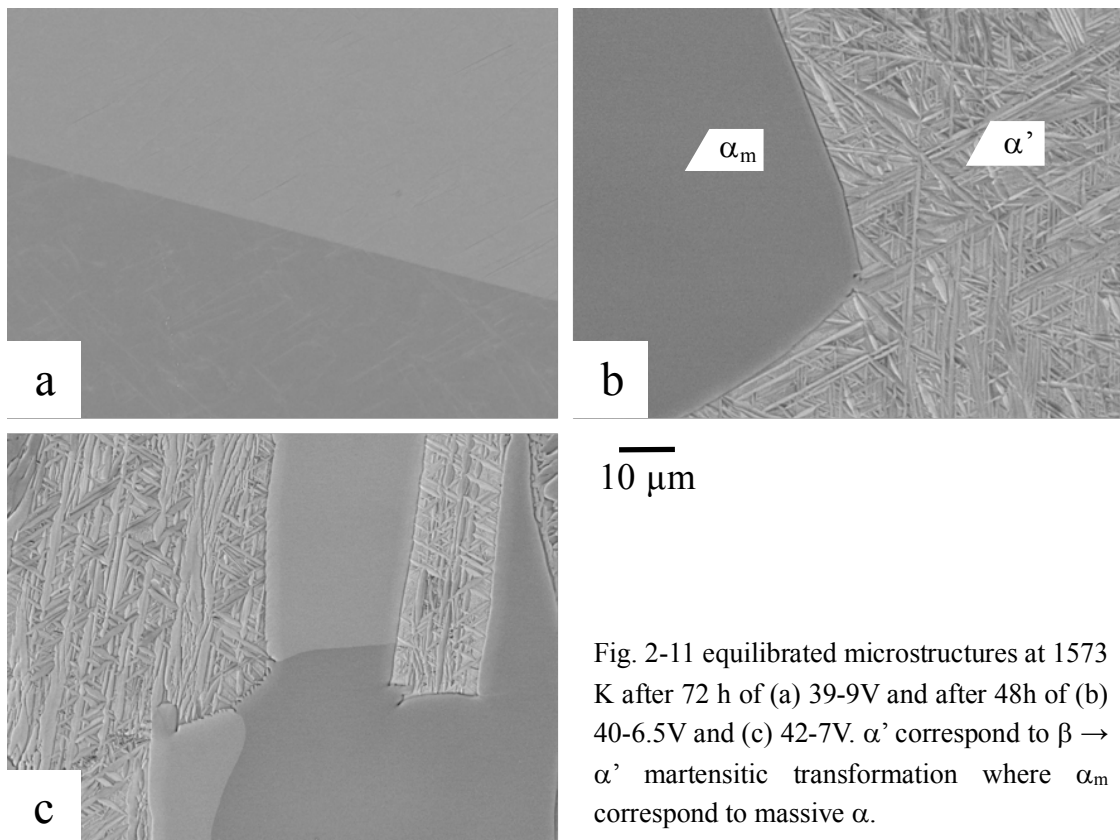 a
b
αm
α’
c
10 μm
Fig. 2-11 equilibrated microstructures at 1573
K after 72 h of (a) 39-9V and after 48h of (b)
40-6.5V and (c) 42-7V. α’ correspond to β →
α’ martensitic transformation where αm
correspond to massive α.